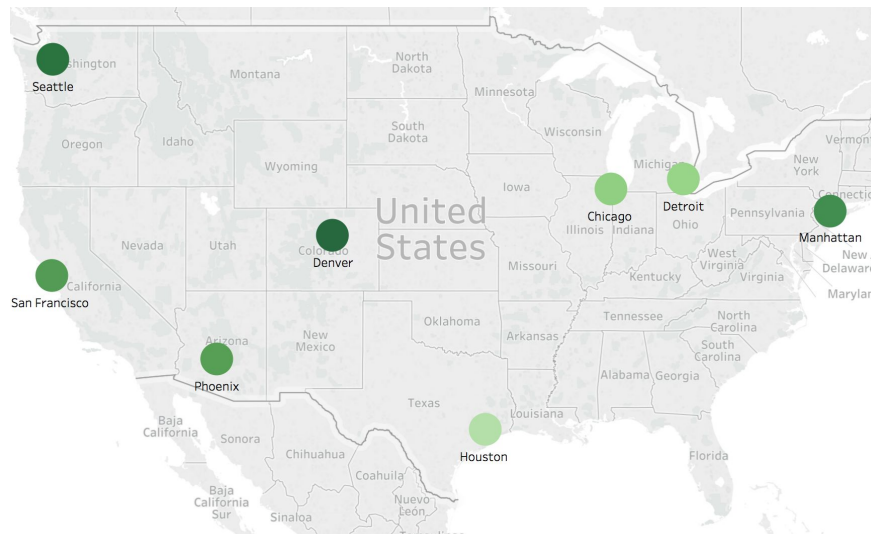 Washington
Seattle
Montana
North
Dakota
Minnesota
Oregon
Idaho
South
Dakota
Wisconsin
Michigan
Vermont
Wyoming
New
York
Iowa
Chicago
Detroit
Connecticut
United
States
Illinois
Indiana
Ohio
Pennsylvania
Manhattan
Nevada
Utah
Colorado
Denver
Missouri
West
Virginia
New
Delaware
California
San Francisco
Kentucky
Virginia
Marylan
Oklahoma
Tennessee
North
Carolina
Arizona
New
Mexico
Arkansas
South
Carolina
Phoenix
Alabama
Georgia
Texas
Louisiana
Baja
California
Sonora
Chihuahua
Houston
Florida
Coahuila
Baja
California
Sur
Sinaloa
Nuevo
León